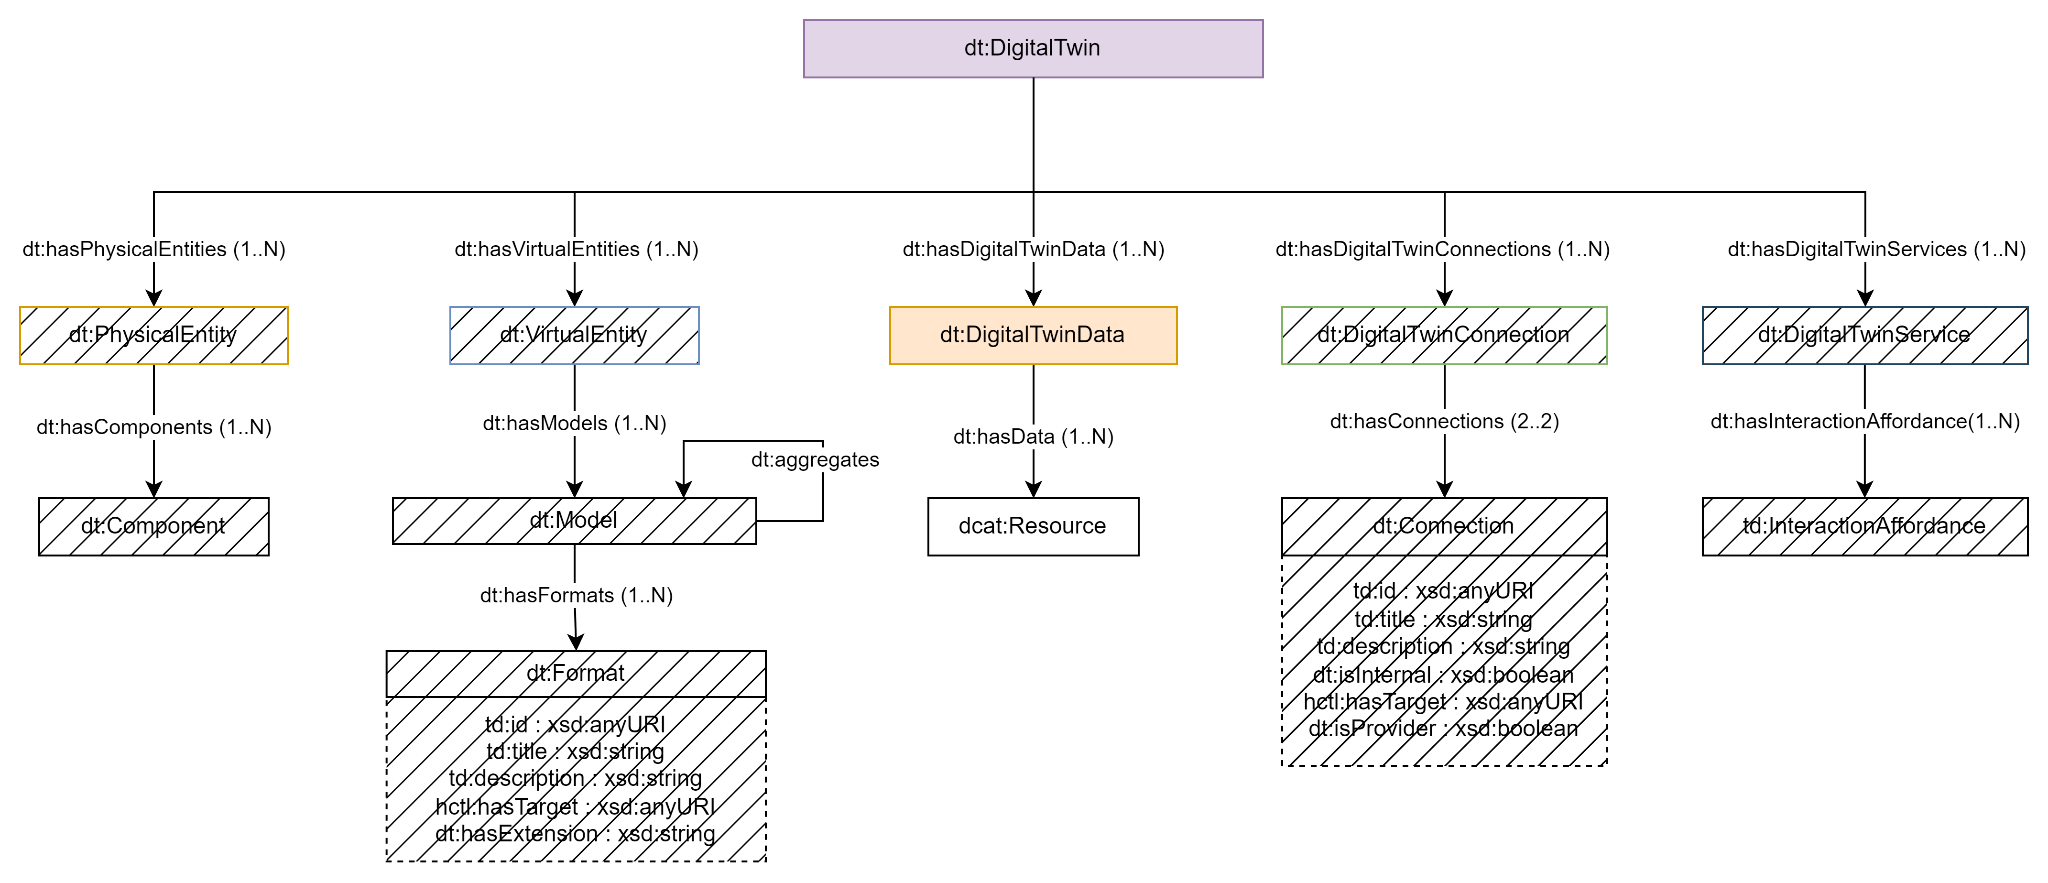 dt:DigitalTwin
dt:hasPhysicalEntities (1..N)
dt:hasVirtualEntities (1..N)
dt:hasDigitalTwinData (1..N)
dt:hasDigitalTwinConnections (1..N)
dt:hasDigitalTwinServices (1..N)
dt:PhysicalEntity
dt:VirtualEntity
dt:DigitalTwinData
dt:DigitalTwinConnection
dt:DigitalTwinService
dt:hasComponents (1..N)
dt:hasModels (1..N)
dt:hasData (1..N)
dt:hasConnections (2..2)
dt:hasInteractionAffordance(1..N)
dt:aggregates
dt:Component
dt:Model
dcat:Resource
dt:Connection
td:InteractionAffordance
td:id : xsd:anyURI
td:title : xsd:string
td:description : xsd:string
dt:isInternal : xsd:boolean
hctl:hasTarget : xsd:anyURI
dt:isProvider : xsd:boolean
dt:hasFormats (1..N)
dt:Format
td:id : xsd:anyURI
td:title : xsd:string
td:description : xsd:string
hctl:hasTarget : xsd:anyURI
dt:hasExtension : xsd:string